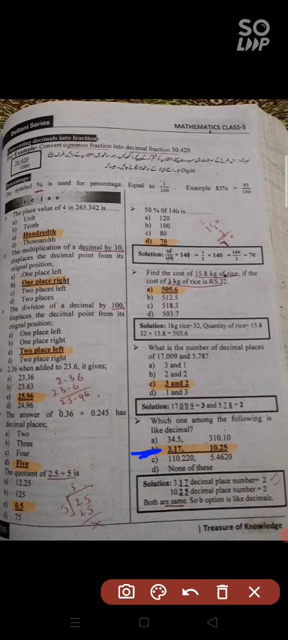 SO
LOOP
MATHEMATICS CLASS-5
Convert common fraction into decimal fraction 30.420
symbol % is used for percentage. Equal to 1/100 Example 85% = 85/100
The place value of 4 in 265.342 is
a) Unit
b) Tenth
c) Hundredth
d) Thousandth
The multiplication of a decimal by 10,
displaces the decimal point from its
orignal position;
One place left
One place right
c) Two places left
Two places
The division of a decimal by 100,
displaces the decimal point from its
orignal position;
One place left
One place right
Two place left
Two place right
2.36 when added to 23.6, it gives;
a) 23.36
b) 23.63
c) 25.96
d) 24.96
The answer of 0.36 × 0.245 has
decimal places;
a) Two
b) Three
c) Four
d) Five
The quotient of 2.5 ÷ 5 is
12.25
125
0.5
75
50 % of 140 is
a) 120
b) 100
c) 80
d) 70
Find the cost of 15.8 kg of rice, if the
cost of 1 kg of rice is RS.32.
a) 505.6
b) 512.5
c) 518.3
d) 503.7
Solution: 1kg rice= 32, Quantity of rice= 15.8
32 × 15.8 = 505.6
What is the number of decimal places
of 17.009 and 5.78?
a) 3 and 1
b) 2 and 2
c) 3 and 2
d) 1 and 3
Solution: 17.009 = 3 and 5.78 = 2
Which one among the following is
like decimal?
a) 34.5, 310.10
3.17, 10.25
c) 110.220, 5.4620
d) None of these
Solution: 3.17 decimal place number= 2
10.25 decimal place number= 2
Both are same. So b option is like decimals.
Treasure of Knowledge